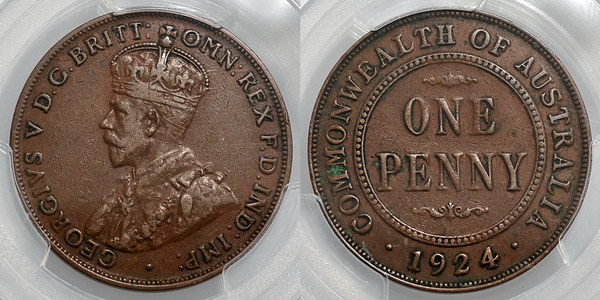 GEORGIVS V D.G. BRITT: OMN: REX F.D. IND: IMP:
COMMONWEALTH OF AUSTRALIA
ONE
PENNY
· 1924 ·